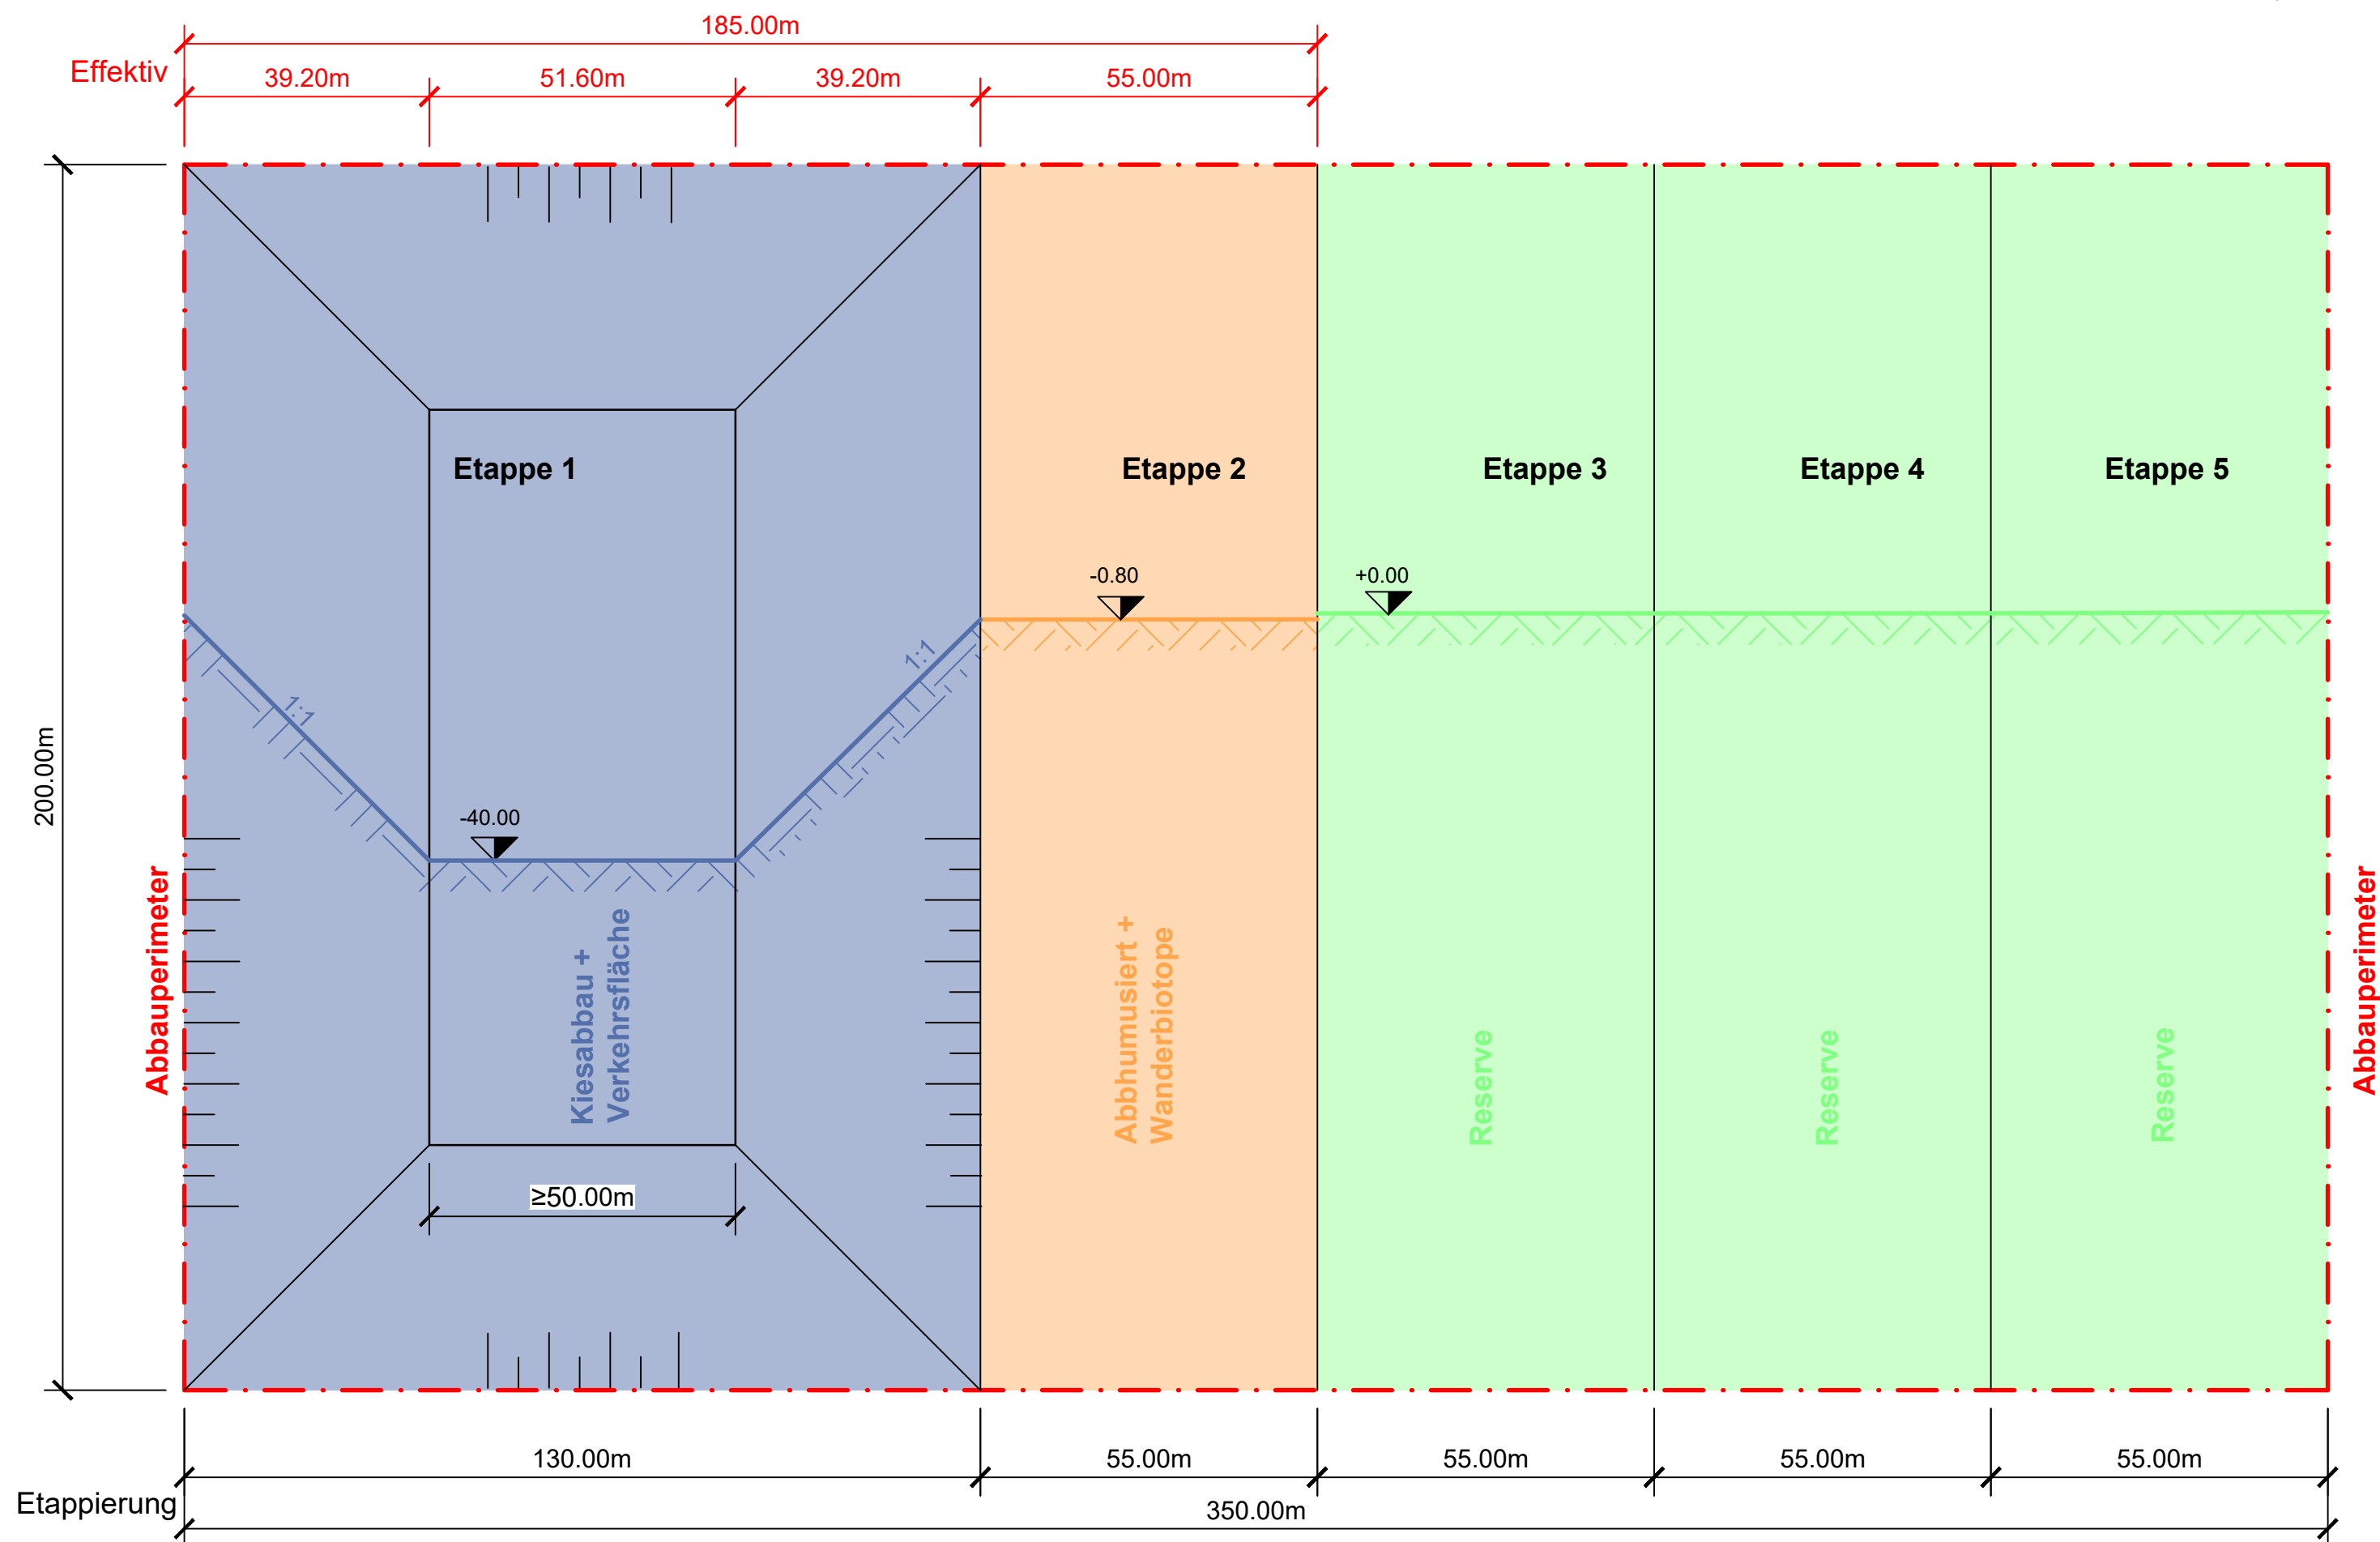 185.00m
Effektiv
39.20m
51.60m
39.20m
55.00m
Etappe 1
Etappe 2
Etappe 3
Etappe 4
Etappe 5
-0.80
+0.00
1:1
1:1
-40.00
200.00m
Abbauperimeter
Kiesabbau +
Verkehrsfläche
Abbhumusiert +
Wanderbiotope
Reserve
Reserve
Reserve
Abbauperimeter
≥50.00m
130.00m
55.00m
55.00m
55.00m
55.00m
Etappierung
350.00m